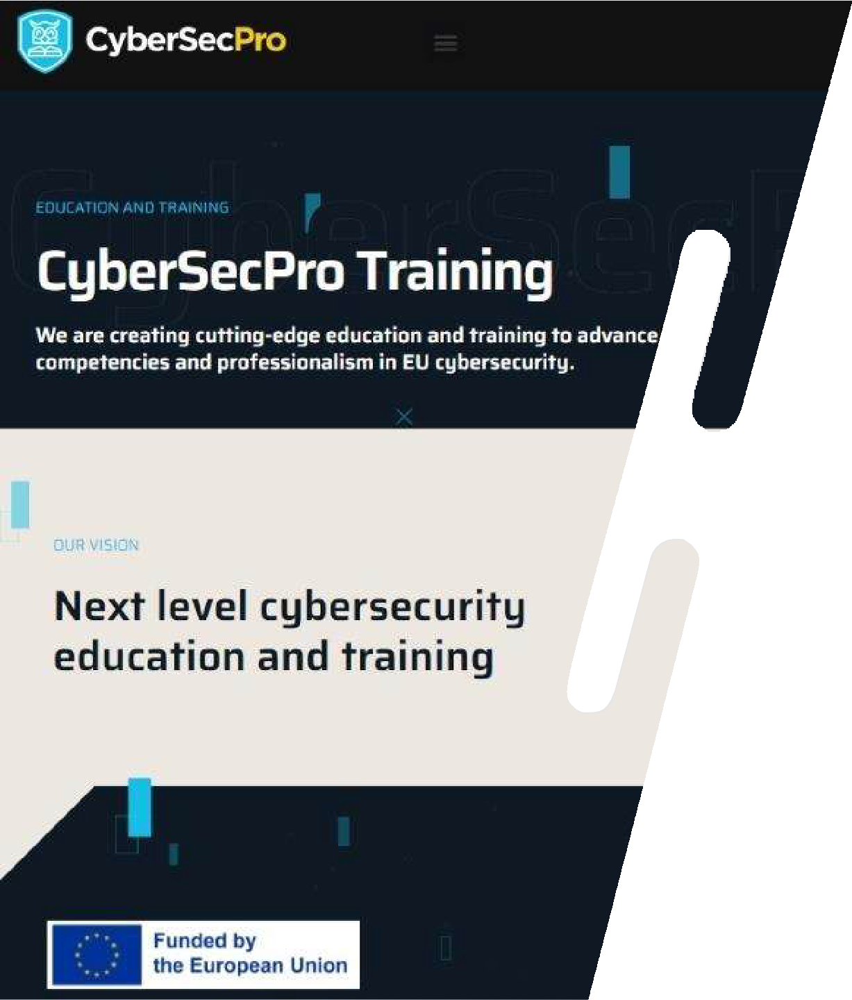 CyberSecPro
EDUCATION AND TRAINING
CyberSecPro Training
We are creating cutting-edge education and training to advance
competencies and professionalism in EU cybersecurity.
OUR VISION
Next level cybersecurity
education and training
Funded by
the European Union